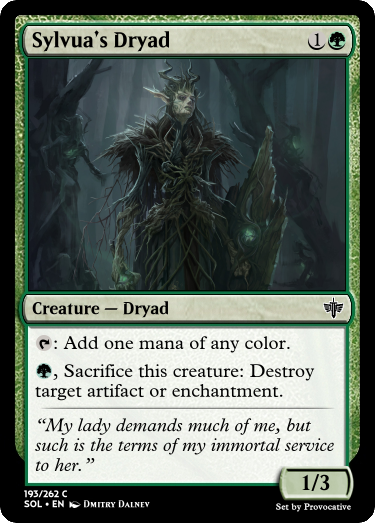 Sylvua's Dryad 1
Creature — Dryad
: Add one mana of any color.
, Sacrifice this creature: Destroy
target artifact or enchantment.
“My lady demands much of me, but
such is the terms of my immortal service
to her.”
1/3
193/262 C
SOL • EN Dmitry Dalnev
Set by Provocative